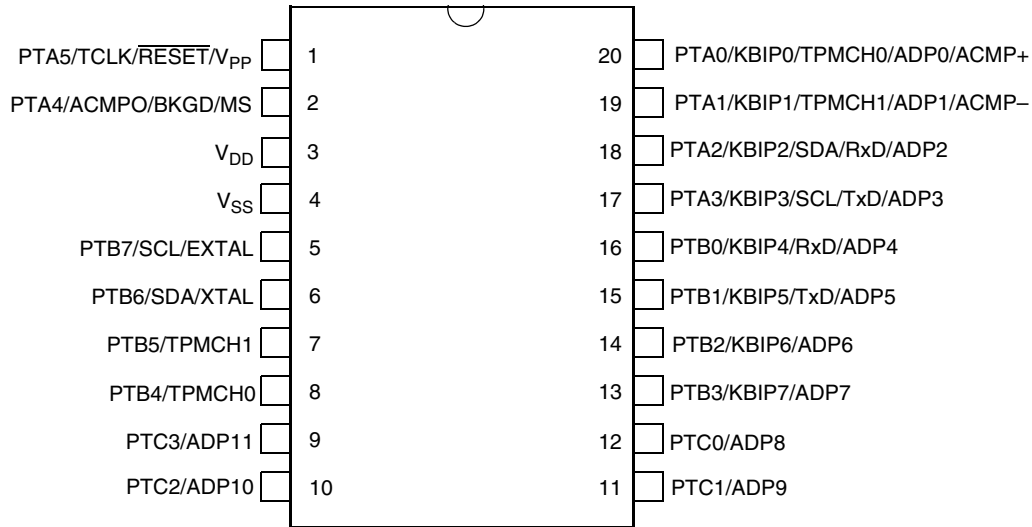 PTA5/TCLK/RESET/VPP 1 20 PTA0/KBIP0/TPMCH0/ADP0/ACMP+
PTA4/ACMPO/BKGD/MS 2 19 PTA1/KBIP1/TPMCH1/ADP1/ACMP–
VDD 3 18 PTA2/KBIP2/SDA/RxD/ADP2
VSS 4 17 PTA3/KBIP3/SCL/TxD/ADP3
PTB7/SCL/EXTAL 5 16 PTB0/KBIP4/RxD/ADP4
PTB6/SDA/XTAL 6 15 PTB1/KBIP5/TxD/ADP5
PTB5/TPMCH1 7 14 PTB2/KBIP6/ADP6
PTB4/TPMCH0 8 13 PTB3/KBIP7/ADP7
PTC3/ADP11 9 12 PTC0/ADP8
PTC2/ADP10 10 11 PTC1/ADP9